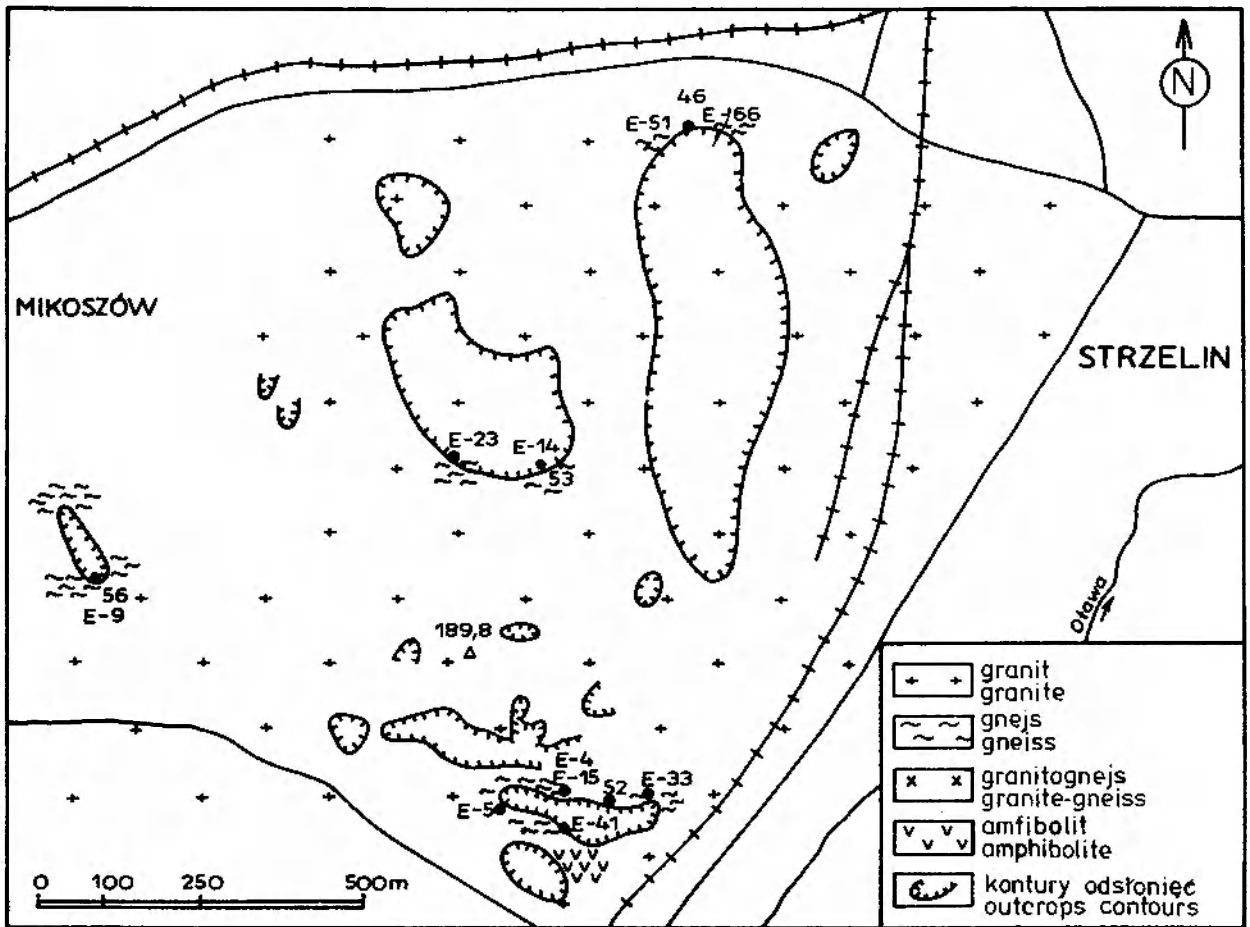 N
46
E-51
E-166
MIKOSZÓW
STRZELIN
E-23
E-14
53
56
E-9
189,8
Oława
E-4
E-15
52
E-33
E-5
E-41
0 100 250 500m
granit
granite
gnejs
gneiss
granitognejs
granite-gneiss
amfibolit
amphibolite
kontury odsłonięć
outcrops contours